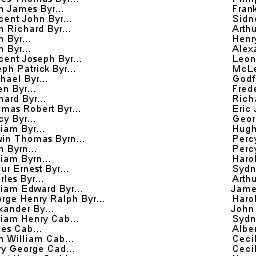 James Byr... Frank
cent John Byr... Sidn
Richard Byr... Arthu
Byr... Henry
Byr... Alexa
cent Joseph Byr... Leon
ph Patrick Byr... McLe
hael Byr... Godf
en Byr... Frede
hard Byr... Richa
mas Robert Byr... Eric
cy Byr... Geor
iam Byr... Hugh
vin Thomas Byrn... Percy
Byrn... Percy
iam Byrn... Harol
ur Ernest Byr... Sydn
rles Byr... Arthu
iam Edward Byr... Jame
rge Henry Ralph Byr... Harol
xander By... John
iam Henry Cab... Sydn
es Cab... Alber
William Cab... Cecil
ry George Cad... Cecil